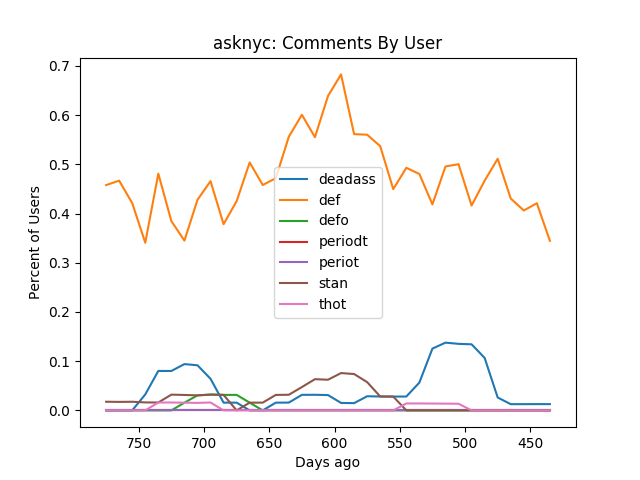 asknyc: Comments By User
Percent of Users
0.7
0.6
0.5
0.4
0.3
0.2
0.1
0.0
deadass
def
defo
periodt
periot
stan
thot
750 700 650 600 550 500 450
Days ago